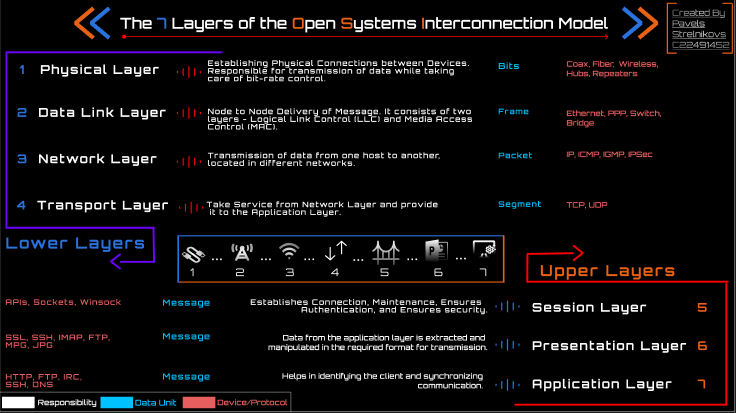 The 7 Layers of the Open Systems Interconnection Model
Created By
Pavels
Strelnikovs
C22491452
1 Physical Layer
Establishing Physical Connections between Devices.
Responsible for transmission of data while taking
care of bit-rate control.
Bits
Coax, Fiber, Wireless,
Hubs, Repeaters
2 Data Link Layer
Node to Node Delivery of Message. It consists of two
layers - Logical Link Control (LLC) and Media Access
Control (MAC).
Frame
Ethernet, PPP, Switch,
Bridge
3 Network Layer
Transmission of data from one host to another,
located in different networks.
Packet
IP, ICMP, IGMP, IPSec
4 Transport Layer
Take Service from Network Layer and provide
it to the Application Layer.
Segment
TCP, UDP
Lower Layers
... ... ... ... ... ...
1 2 3 4 5 6 7
Upper Layers
APIs, Sockets, Winsock
Message
Establishes Connection, Maintenance, Ensures
Authentication, and Ensures security.
Session Layer 5
SSL, SSH, IMAP, FTP,
MPG, JPG
Message
Data from the application layer is extracted and
manipulated in the required format for transmission.
Presentation Layer 6
HTTP, FTP, IRC,
SSH, DNS
Message
Helps in identifying the client and synchronizing
communication.
Application Layer 7
Responsibility
Data Unit
Device/Protocol